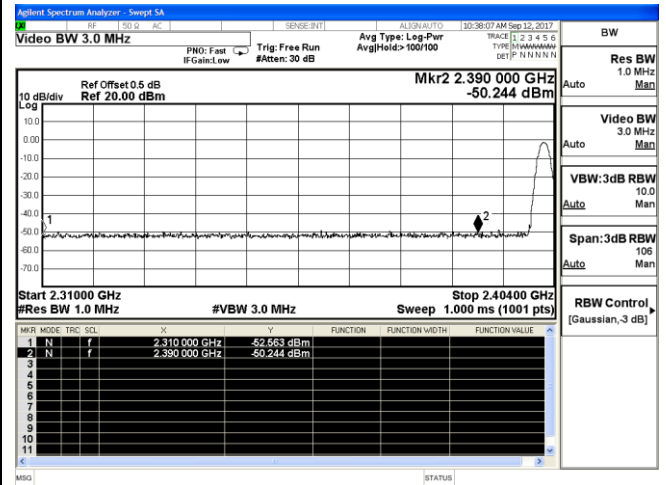 Agilent Spectrum Analyzer - Swept SA
RF 50 Ω AC SENSE:INT ALIGN AUTO 10:38:07 AM Sep 12, 2017
Video BW 3.0 MHz
PNO: Fast
IFGain:Low
Trig: Free Run
#Atten: 30 dB
Avg Type: Log-Pwr
Avg|Hold:> 100/100
TRACE 1 2 3 4 5 6
TYPE MWWWWW
DET P N N N N N
Mkr2 2.390 000 GHz
-50.244 dBm
Ref Offset 0.5 dB
10 dB/div Ref 20.00 dBm
Log
10.0
0.00
-10.0
-20.0
-30.0
-40.0
-50.0
-60.0
-70.0
1
2
Start 2.31000 GHz Stop 2.40400 GHz
#Res BW 1.0 MHz #VBW 3.0 MHz Sweep 1.000 ms (1001 pts)
MKR MODE TRC SCL X Y FUNCTION FUNCTION WIDTH FUNCTION VALUE
1 N f 2.310 000 GHz -52.563 dBm
2 N f 2.390 000 GHz -50.244 dBm
3
4
5
6
7
8
9
10
11
MSG STATUS
BW
Res BW
1.0 MHz
Auto Man
Video BW
3.0 MHz
Auto Man
VBW:3dB RBW
10.0
Auto Man
Span:3dB RBW
106
Auto Man
RBW Control
[Gaussian,-3 dB]